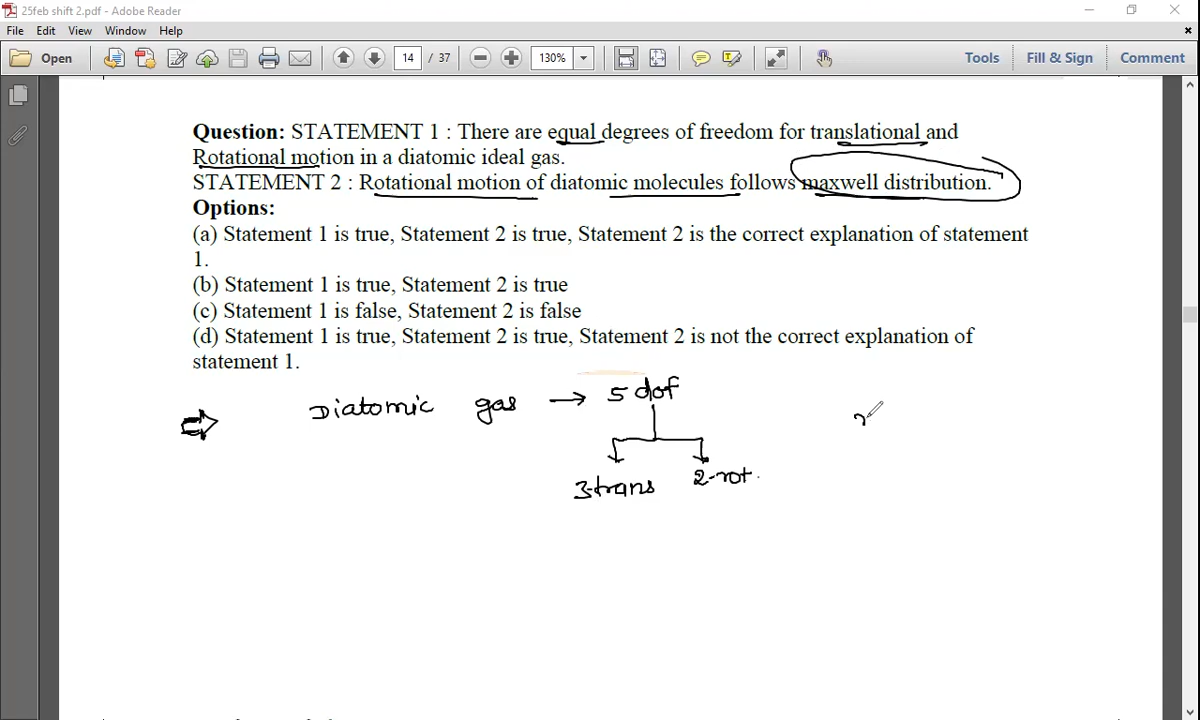 25feb shift 2.pdf - Adobe Reader
File Edit View Window Help
Open 14 / 37 130% Tools Fill & Sign Comment
Question: STATEMENT 1 : There are equal degrees of freedom for translational and
Rotational motion in a diatomic ideal gas.
STATEMENT 2 : Rotational motion of diatomic molecules follows maxwell distribution.
Options:
(a) Statement 1 is true, Statement 2 is true, Statement 2 is the correct explanation of statement
1.
(b) Statement 1 is true, Statement 2 is true
(c) Statement 1 is false, Statement 2 is false
(d) Statement 1 is true, Statement 2 is true, Statement 2 is not the correct explanation of
statement 1.
Diatomic gas → 5 dof
3-trans 2-rot.